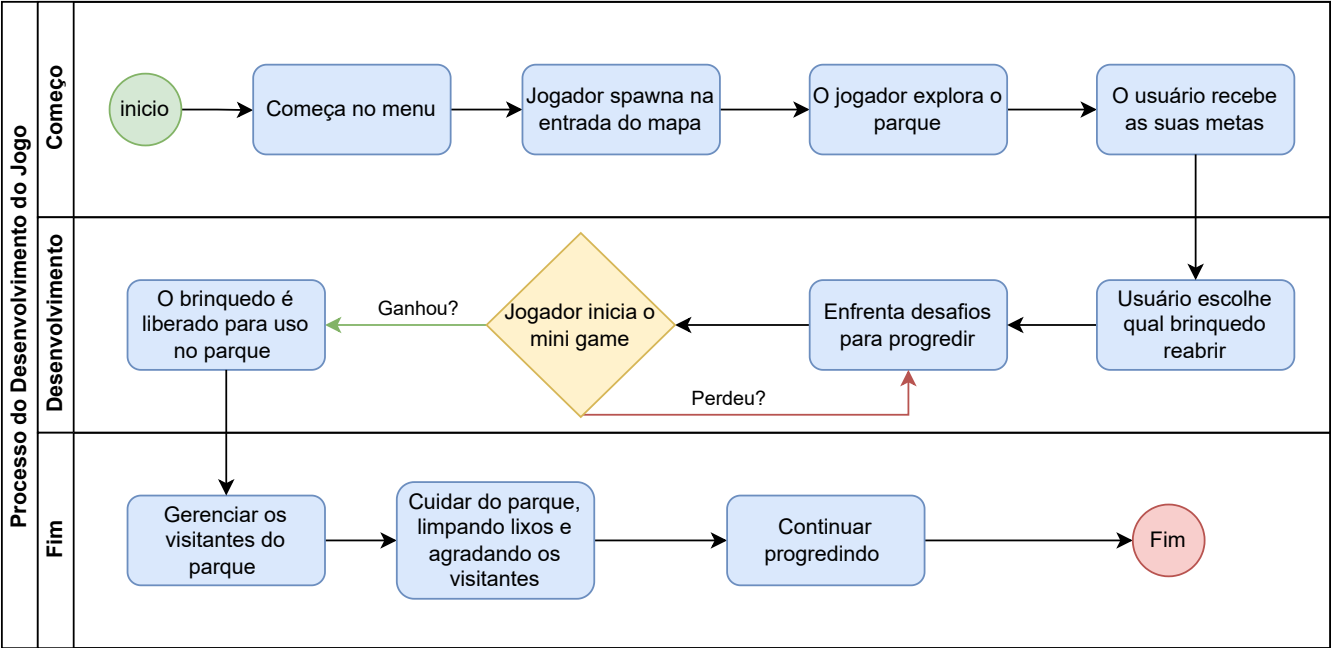 Processo do Desenvolvimento do Jogo
Começo
inicio
Começa no menu
Jogador spawna na
entrada do mapa
O jogador explora o
parque
O usuário recebe
as suas metas
Desenvolvimento
O brinquedo é
liberado para uso
no parque
Ganhou?
Jogador inicia o
mini game
Perdeu?
Enfrenta desafios
para progredir
Usuário escolhe
qual brinquedo
reabrir
Fim
Gerenciar os
visitantes do
parque
Cuidar do parque,
limpando lixos e
agradando os
visitantes
Continuar
progredindo
Fim